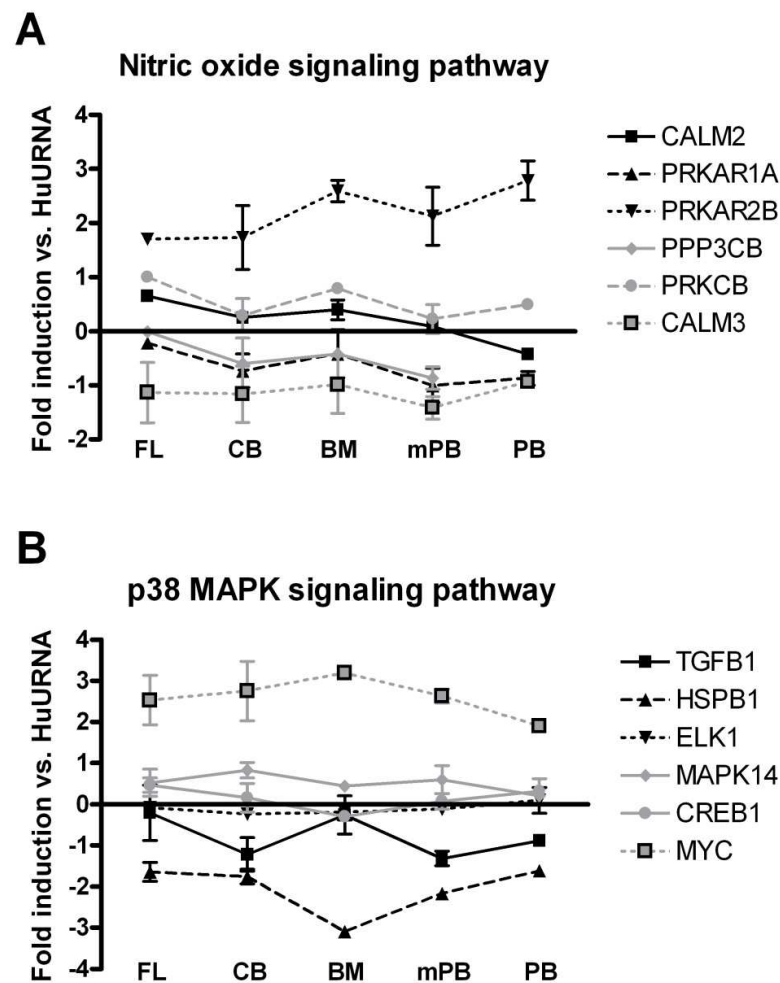 A
Nitric oxide signaling pathway
Fold induction vs. HuURNA
4
3
2
1
0
-1
-2
FL CB BM mPB PB
CALM2
PRKAR1A
PRKAR2B
PPP3CB
PRKCB
CALM3
B
p38 MAPK signaling pathway
Fold induction vs. HuURNA
4
3
2
1
0
-1
-2
-3
-4
FL CB BM mPB PB
TGFB1
HSPB1
ELK1
MAPK14
CREB1
MYC